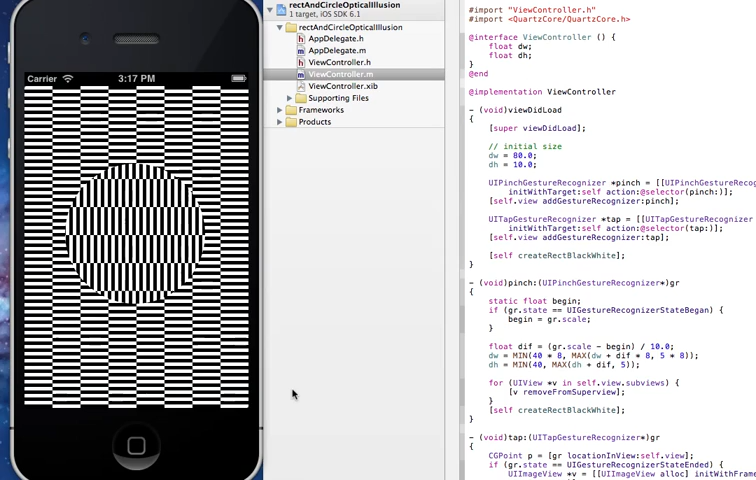 Carrier
3:17 PM
rectAndCircleOpticalIllusion
1 target, iOS SDK 6.1
rectAndCircleOpticalIllusion
AppDelegate.h
AppDelegate.m
ViewController.h
ViewController.m
ViewController.xib
Supporting Files
Frameworks
Products
#import "ViewController.h"
#import <QuartzCore/QuartzCore.h>
@interface ViewController () {
float dw;
float dh;
}
@end
@implementation ViewController
- (void)viewDidLoad
{
[super viewDidLoad];
// initial size
dw = 80.0;
dh = 10.0;
UIPinchGestureRecognizer *pinch = [[UIPinchGestureRecogniz
initWithTarget:self action:@selector(pinch:)];
[self.view addGestureRecognizer:pinch];
UITapGestureRecognizer *tap = [[UITapGestureRecognizer
initWithTarget:self action:@selector(tap:)];
[self.view addGestureRecognizer:tap];
[self createRectBlackWhite];
}
- (void)pinch:(UIPinchGestureRecognizer*)gr
{
static float begin;
if (gr.state == UIGestureRecognizerStateBegan) {
begin = gr.scale;
}
float dif = (gr.scale - begin) / 10.0;
dw = MIN(40 * 8, MAX(dw + dif * 8, 5 * 8));
dh = MIN(40, MAX(dh + dif, 5));
for (UIView *v in self.view.subviews) {
[v removeFromSuperview];
}
[self createRectBlackWhite];
}
- (void)tap:(UITapGestureRecognizer*)gr
{
CGPoint p = [gr locationInView:self.view];
if (gr.state == UIGestureRecognizerStateEnded) {
UIImageView *v = [[UIImageView alloc] initWithFrame